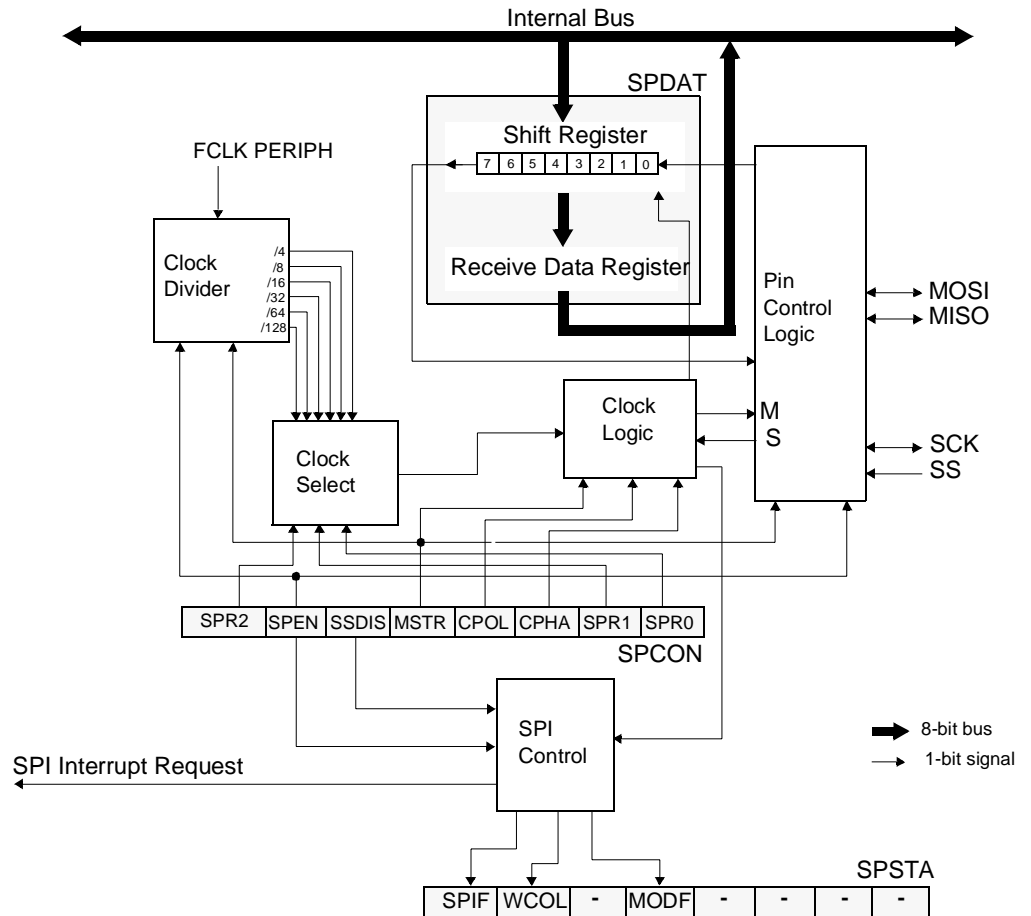 Internal Bus
SPDAT
Shift Register
FCLK PERIPH
7 6 5 4 3 2 1 0
Clock
Divider
/4
/8
/16
/32
/64
/128
Receive Data Register
Pin
Control
Logic
MOSI
MISO
Clock
Logic
M
S
SCK
SS
Clock
Select
SPR2 SPEN SSDIS MSTR CPOL CPHA SPR1 SPR0
SPCON
SPI
Control
8-bit bus
1-bit signal
SPI Interrupt Request
SPSTA
SPIF WCOL - MODF - - - -